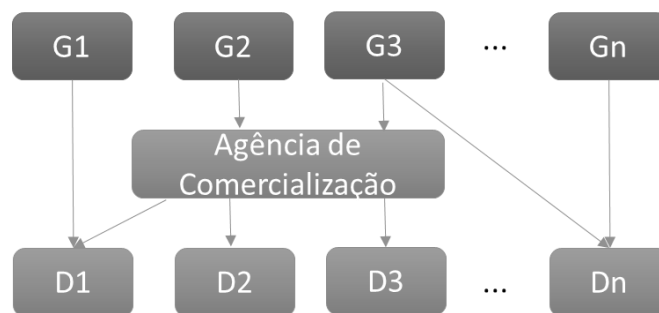 G1 G2 G3 ... Gn
Agência de
Comercialização
D1 D2 D3 ... Dn